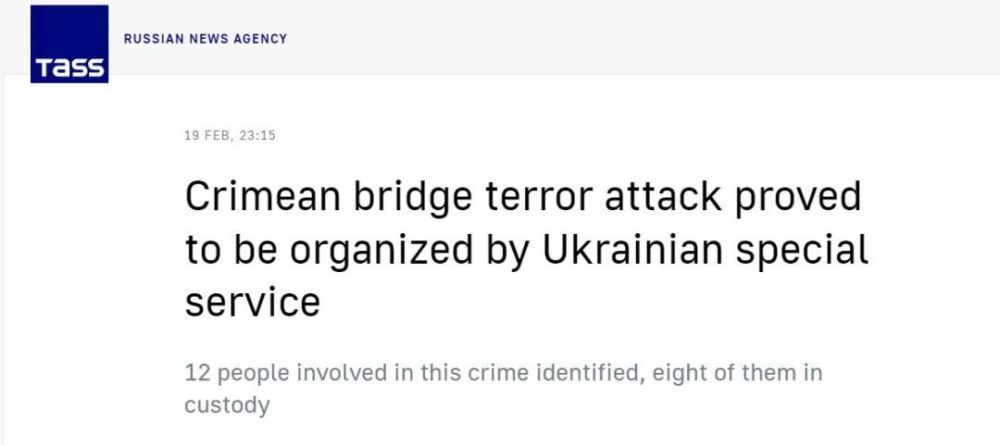 TASS
RUSSIAN NEWS AGENCY
19 FEB, 23:15
Crimean bridge terror attack proved
to be organized by Ukrainian special
service
12 people involved in this crime identified, eight of them in
custody